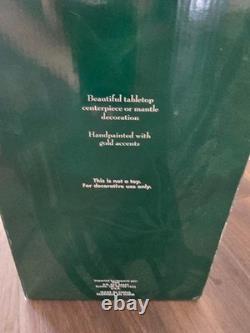 Beautiful tabletop
centerpiece or mantle
decoration
Handpainted with
gold accents
This is not a toy.
For decorative use only.